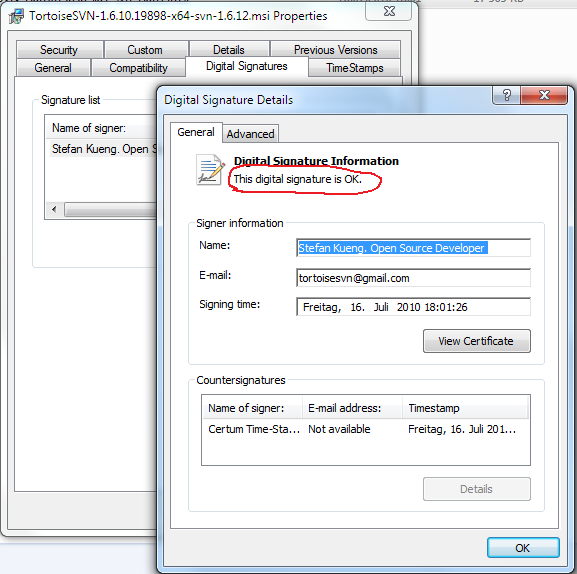 TortoiseSVN-1.6.10.19898-x64-svn-1.6.12.msi Properties
Security Custom Details Previous Versions
General Compatibility Digital Signatures TimeStamps
Signature list
Name of signer:
Stefan Kueng. Open
Digital Signature Details
General Advanced
Digital Signature Information
This digital signature is OK.
Signer information
Name: Stefan Kueng. Open Source Developer
E-mail: tortoisesvn@gmail.com
Signing time: Freitag, 16. Juli 2010 18:01:26
View Certificate
Countersignatures
Name of signer: E-mail address: Timestamp
Certum Time-Sta... Not available Freitag, 16. Juli 201...
Details
OK